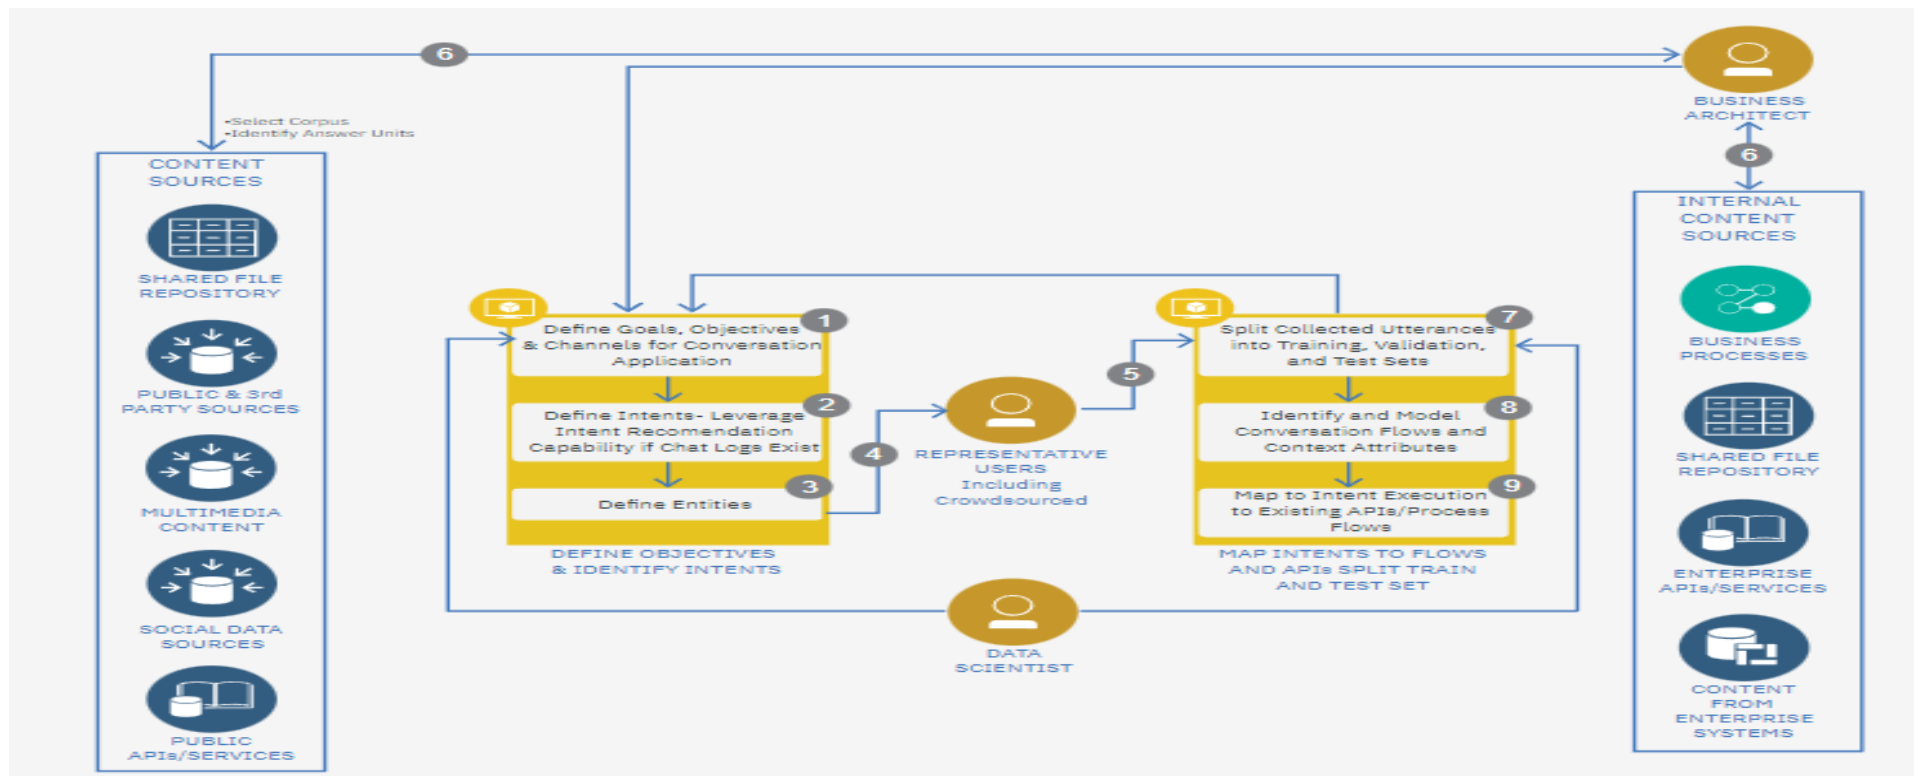 6
BUSINESS
ARCHITECT
•Select Corpus
•Identify Answer Units
6
CONTENT
SOURCES
SHARED FILE
REPOSITORY
PUBLIC & 3rd
PARTY SOURCES
MULTIMEDIA
CONTENT
SOCIAL DATA
SOURCES
PUBLIC
APIs/SERVICES
1
Define Goals, Objectives
& Channels for Conversation
Application
2
Define Intents- Leverage
Intent Recomendation
Capability if Chat Logs Exist
3
Define Entities
DEFINE OBJECTIVES
& IDENTIFY INTENTS
4
REPRESENTATIVE
USERS
Including
Crowdsourced
5
DATA
SCIENTIST
7
Split Collected Utterances
into Training, Validation,
and Test Sets
8
Identify and Model
Conversation Flows and
Context Attributes
9
Map to Intent Execution
to Existing APIs/Process
Flows
MAP INTENTS TO FLOWS
AND APIs SPLIT TRAIN
AND TEST SET
INTERNAL
CONTENT
SOURCES
BUSINESS
PROCESSES
SHARED FILE
REPOSITORY
ENTERPRISE
APIs/SERVICES
CONTENT
FROM
ENTERPRISE
SYSTEMS